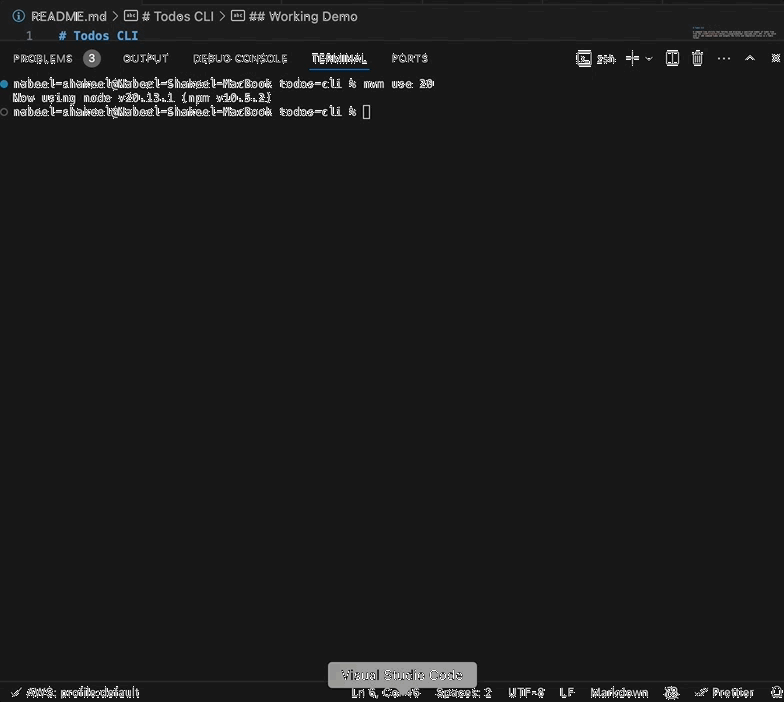 README.md > # Todos CLI > ## Working Demo
1 # Todos CLI
PROBLEMS 3 OUTPUT DEBUG CONSOLE TERMINAL PORTS zsh
nabeel-shameel@Nabeel-Shameel-MacBook todos-cli % nvm use 20
Now using node v20.13.1 (npm v10.5.2)
nabeel-shameel@Nabeel-Shameel-MacBook todos-cli %
Visual Studio Code
AWS: profile:default Ln 6, Spaces: 2 UTF-8 LF Markdown Prettier